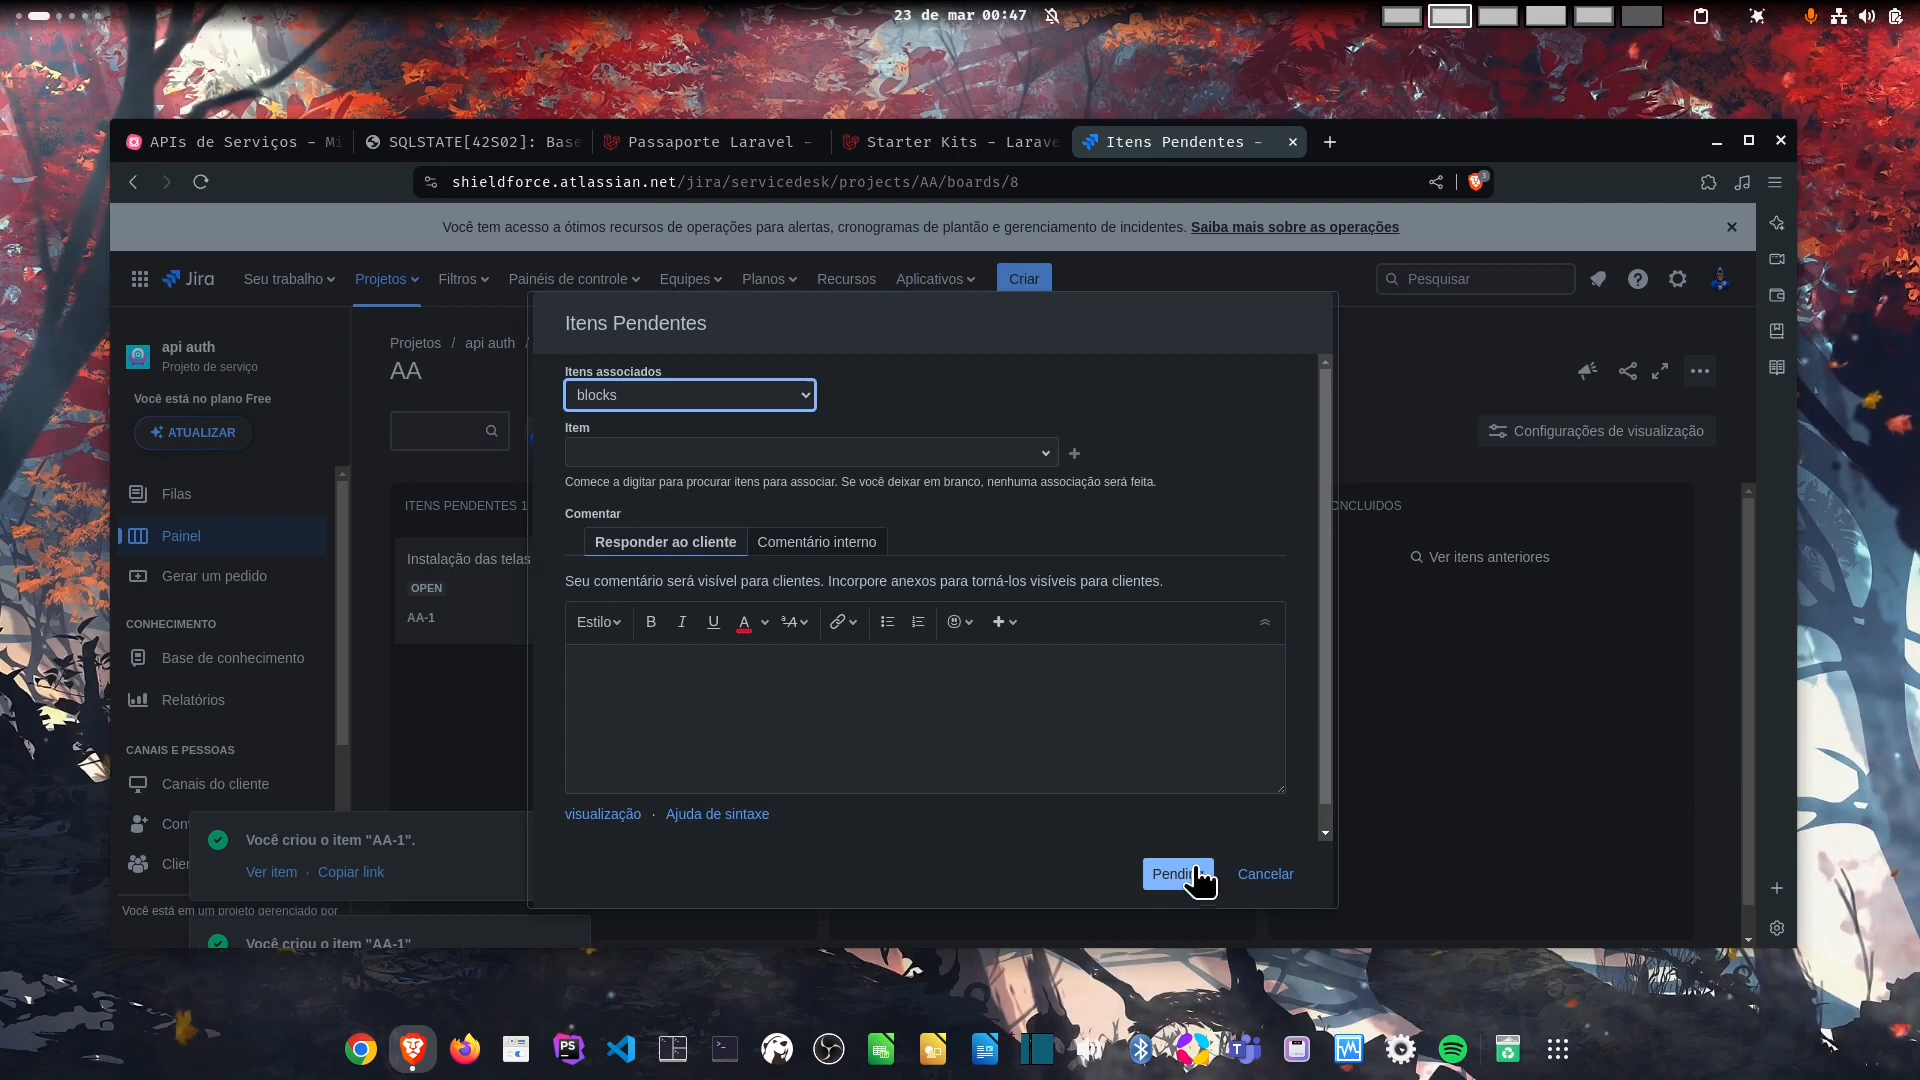 23 de mar 00:47
APIs de Serviços – Mi
SQLSTATE[42S02]: Base
Passaporte Laravel –
Starter Kits – Larave
Itens Pendentes –
shieldforce.atlassian.net/jira/servicedesk/projects/AA/boards/8
3
Você tem acesso a ótimos recursos de operações para alertas, cronogramas de plantão e gerenciamento de incidentes. Saiba mais sobre as operações
Jira
Seu trabalho
Projetos
Filtros
Painéis de controle
Equipes
Planos
Recursos
Aplicativos
Criar
Pesquisar
api auth
Projeto de serviço
Você está no plano Free
ATUALIZAR
Filas
Painel
Gerar um pedido
CONHECIMENTO
Base de conhecimento
Relatórios
CANAIS E PESSOAS
Canais do cliente
Você está em um projeto gerenciado por
Projetos / api auth /
AA
Configurações de visualização
ITENS PENDENTES 1
Instalação das telas
OPEN
AA-1
NCLUIDOS
Ver itens anteriores
Itens Pendentes
Itens associados
blocks
Item
Comece a digitar para procurar itens para associar. Se você deixar em branco, nenhuma associação será feita.
Comentar
Responder ao cliente
Comentário interno
Seu comentário será visível para clientes. Incorpore anexos para torná-los visíveis para clientes.
Estilo
B I U A ªA
visualização · Ajuda de sintaxe
Cancelar
Você criou o item "AA-1".
Ver item · Copiar link
Você criou o item "AA-1"
PS